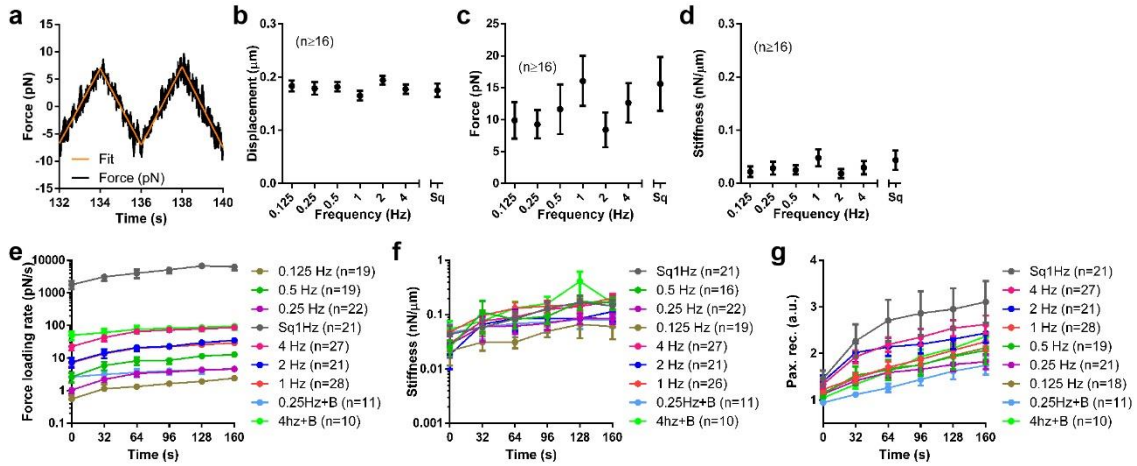 a
Force (pN)
15
10
5
0
-5
-10
-15
Fit
Force (pN)
132 134 136 138 140
Time (s)
b
(n≥16)
Displacement (µm)
0.3
0.2
0.1
0.0
0.125 0.25 0.5 1 2 4 Sq
Frequency (Hz)
c
(n≥16)
Force (pN)
25
20
15
10
5
0
0.125 0.25 0.5 1 2 4 Sq
Frequency (Hz)
d
(n≥16)
Stiffness (nN/µm)
0.3
0.2
0.1
0.0
0.125 0.25 0.5 1 2 4 Sq
Frequency (Hz)
e
Force loading rate (pN/s)
10000
1000
100
10
1
0.1
0 32 64 96 128 160
Time (s)
0.125 Hz (n=19)
0.5 Hz (n=19)
0.25 Hz (n=22)
Sq1Hz (n=21)
4 Hz (n=27)
2 Hz (n=21)
1 Hz (n=28)
0.25Hz+B (n=11)
4hz+B (n=10)
f
Stiffness (nN/µm)
1
0.1
0.01
0.001
0 32 64 96 128 160
Time (s)
Sq1Hz (n=21)
0.5 Hz (n=16)
0.25 Hz (n=22)
0.125 Hz (n=19)
4 Hz (n=27)
2 Hz (n=21)
1 Hz (n=26)
0.25Hz+B (n=11)
4hz+B (n=10)
g
Pax. rec. (a.u.)
4
3
2
1
0 32 64 96 128 160
Time (s)
Sq1Hz (n=21)
4 Hz (n=27)
2 Hz (n=21)
1 Hz (n=28)
0.5 Hz (n=19)
0.25 Hz (n=21)
0.125 Hz (n=18)
0.25Hz+B (n=11)
4hz+B (n=10)